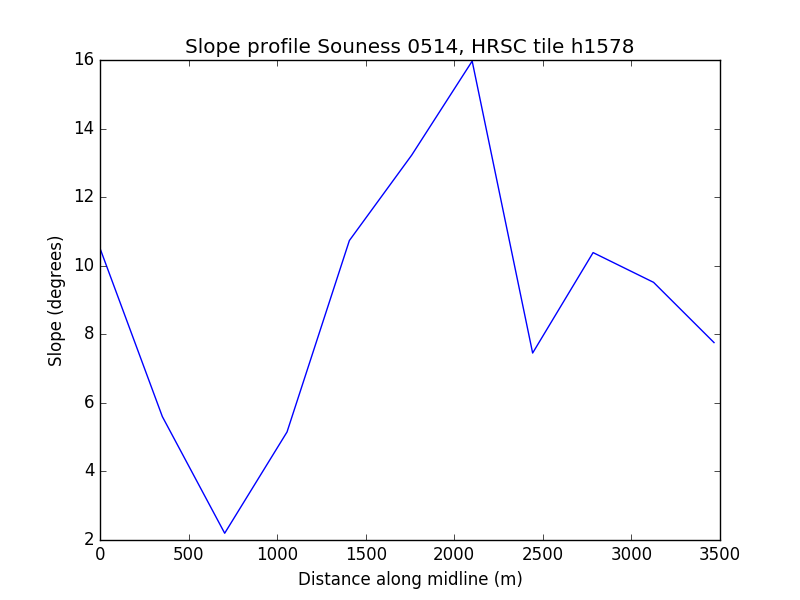 Slope profile Souness 0514, HRSC tile h1578
16
14
12
10
8
6
4
2
Slope (degrees)
0 500 1000 1500 2000 2500 3000 3500
Distance along midline (m)